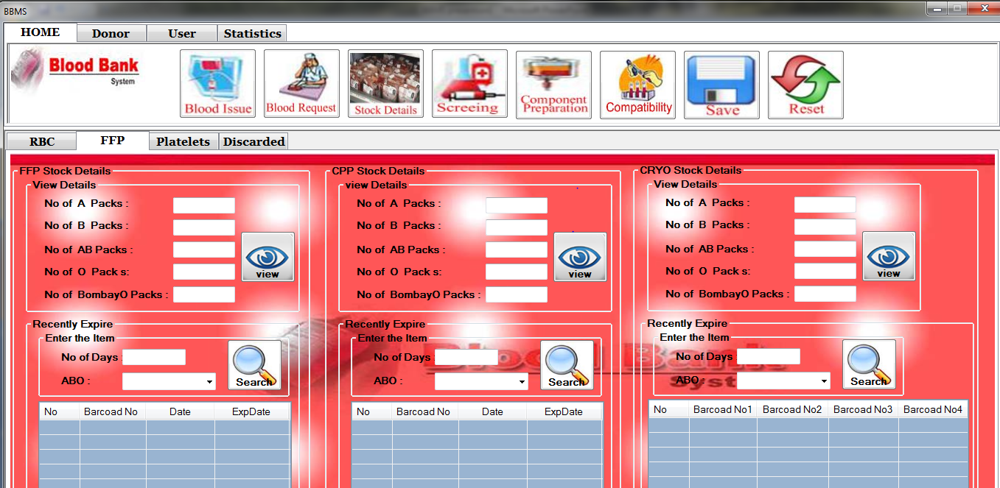 BBMS
HOME Donor User Statistics
Blood Bank
System
Blood Issue
Blood Request
Stock Details
Screeing
Component
Preparation
Compatibility
Save
Reset
RBC FFP Platelets Discarded
FFP Stock Details
View Details
No of A Packs :
No of B Packs :
No of AB Packs :
No of O Pack s:
No of BombayO Packs :
view
Recently Expire
Enter the Item
No of Days :
ABO :
Search
No Barcoad No Date ExpDate
CPP Stock Details
view Details
No of A Packs :
No of B Packs :
No of AB Packs :
No of O Pack s:
No of BombayO Packs :
view
Recently Expire
Enter the Item
No of Days :
ABO :
Search
No Barcoad No Date ExpDate
CRYO Stock Details
View Details
No of A Packs :
No of B Packs :
No of AB Packs :
No of O Pack s:
No of BombayO Packs :
view
Recently Expire
Enter the Item
No of Days :
ABO :
Search
No Barcoad No1 Barcoad No2 Barcoad No3 Barcoad No4
Blood Bank
System